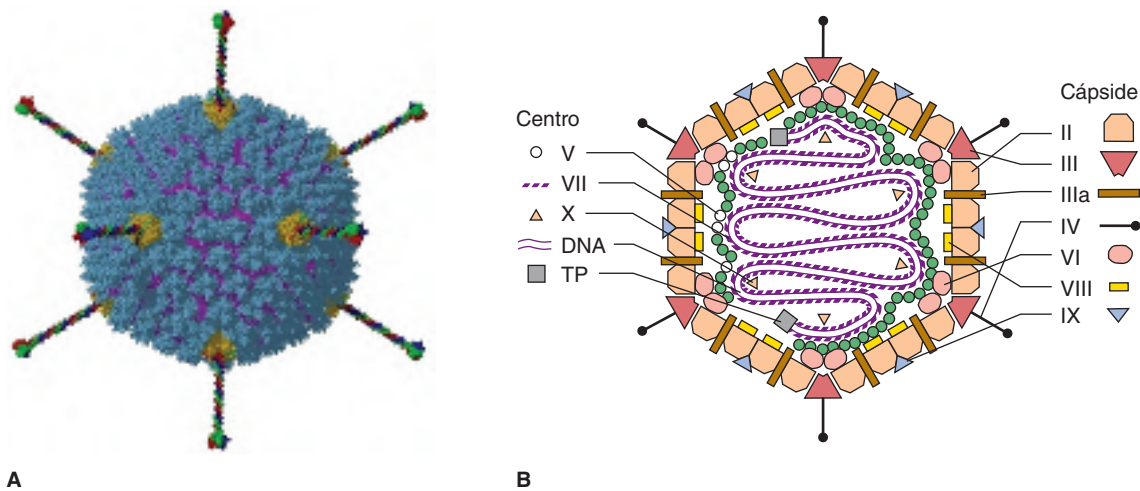 Centro
V
VII
X
DNA
TP
Cápside
II
III
IIIa
IV
VI
VIII
IX
A
B